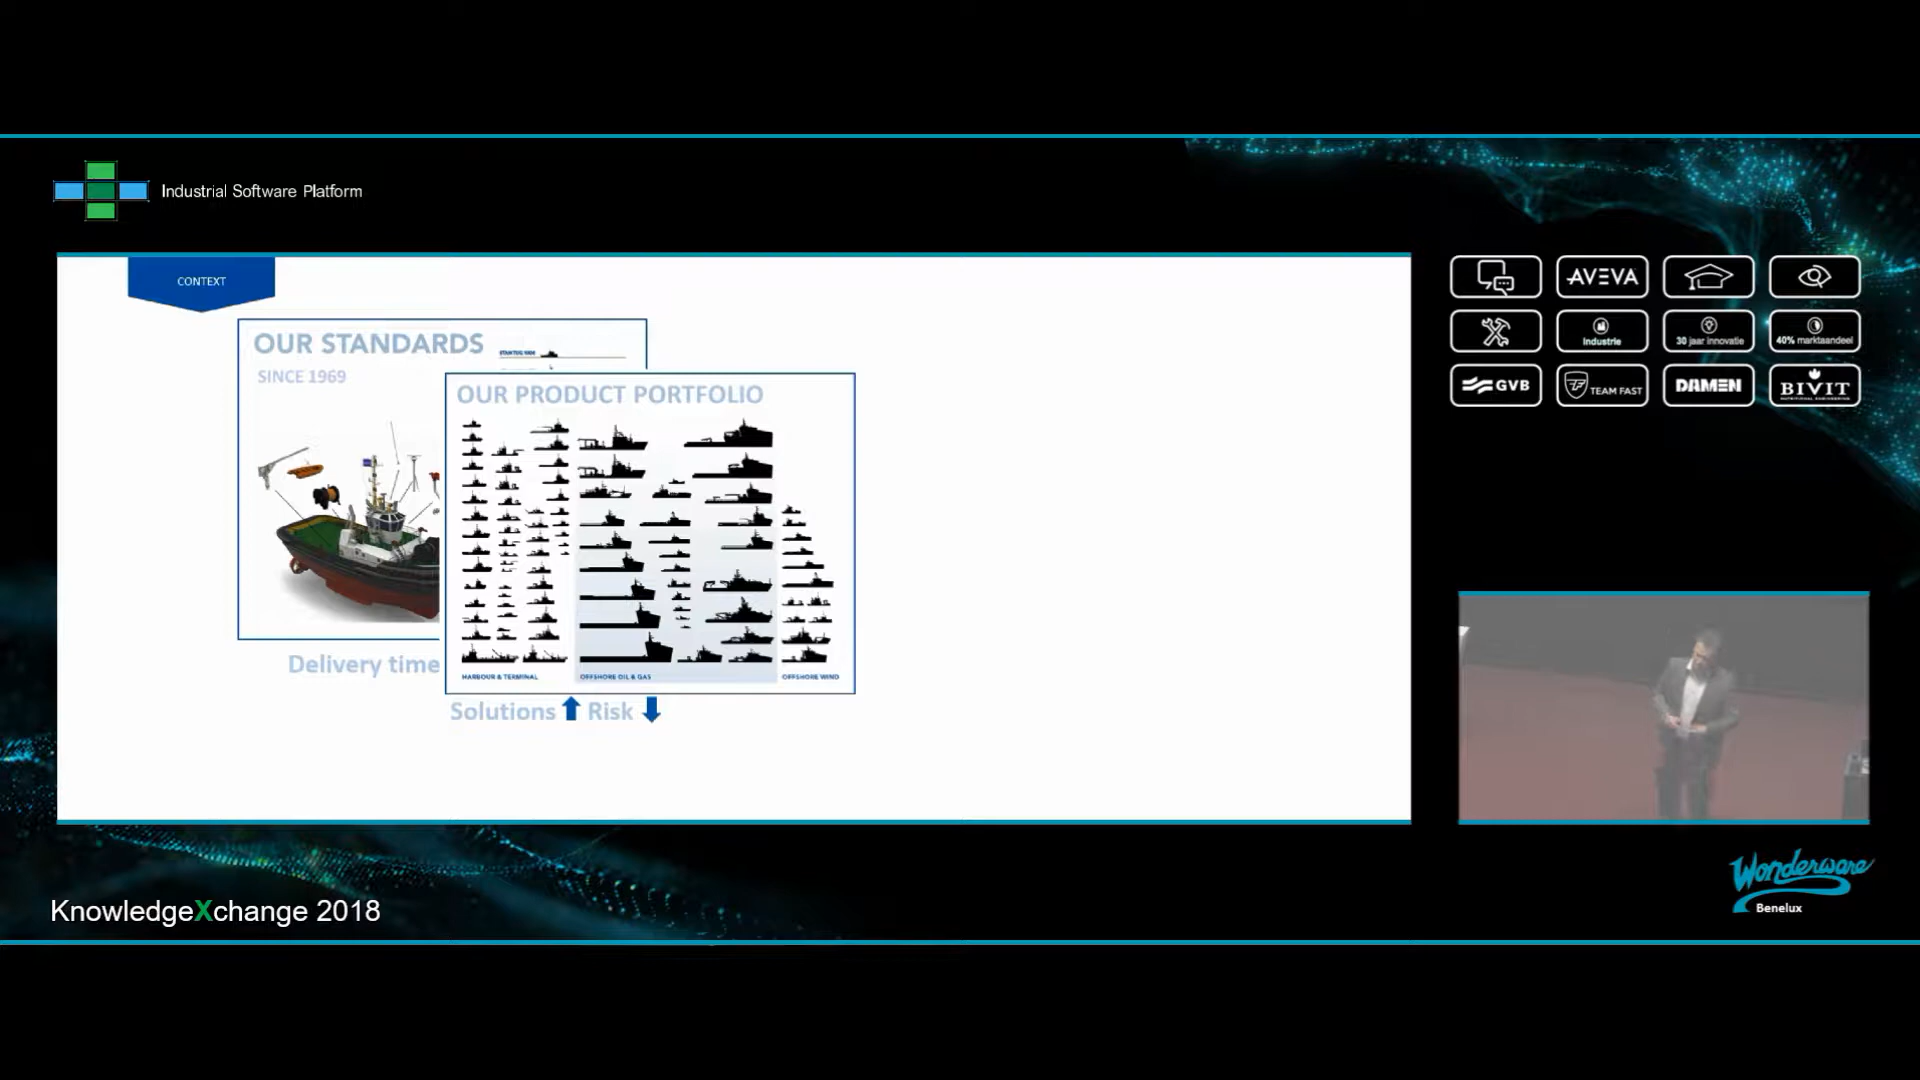 Industrial Software Platform
CONTEXT
OUR STANDARDS
SINCE 1969
OUR PRODUCT PORTFOLIO
HARBOUR & TERMINAL
OFFSHORE OIL & GAS
OFFSHORE WIND
Delivery time
Solutions
Risk
AVEVA
Industrie
30 jaar innovatie
40% marktaandeel
GVB
TEAM FAST
DAMEN
BIVIT
KnowledgeXchange 2018
Wonderware
Benelux